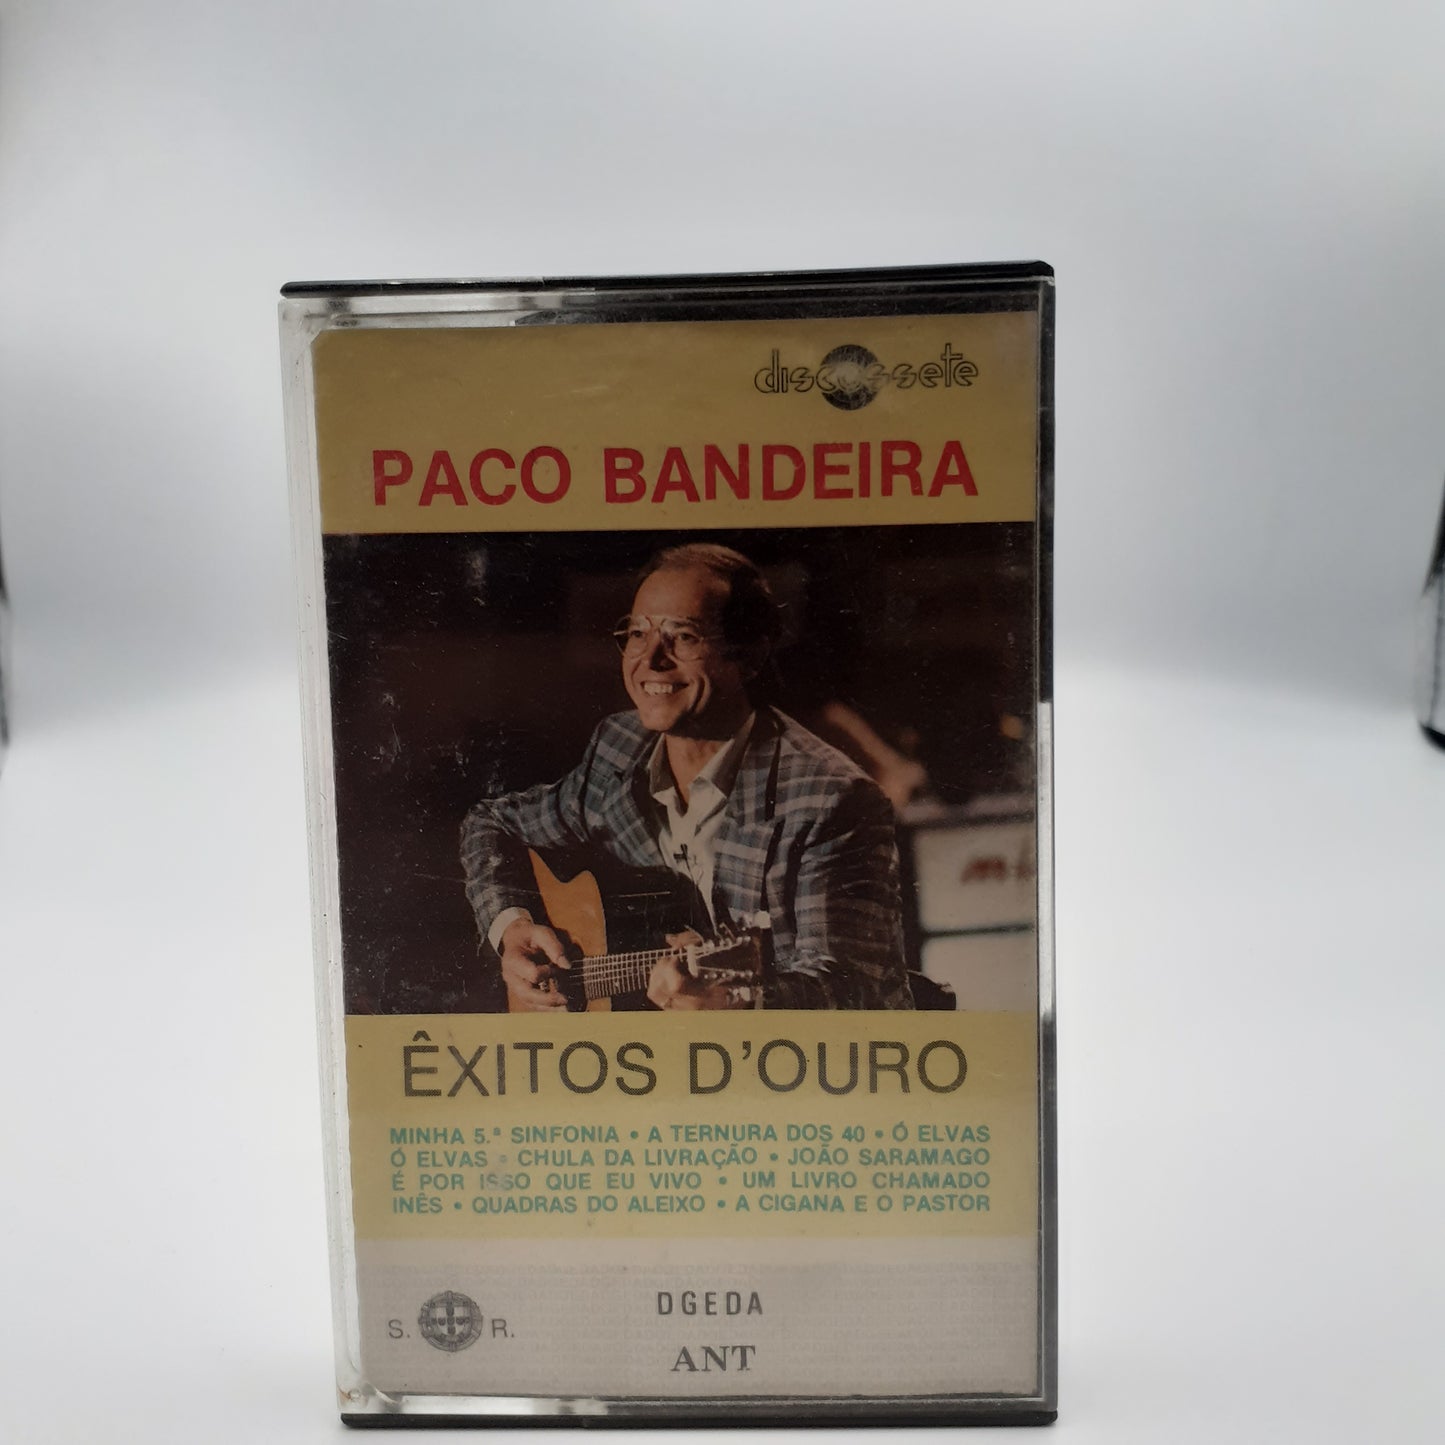 discossete
PACO BANDEIRA
ÊXITOS D'OURO
MINHA 5.ª SINFONIA • A TERNURA DOS 40 • Ó ELVAS
Ó ELVAS • CHULA DA LIVRAÇÃO • JOÃO SARAMAGO
É POR ISSO QUE EU VIVO • UM LIVRO CHAMADO
INÊS • QUADRAS DO ALEIXO • A CIGANA E O PASTOR
DGEDA
S. R.
ANT